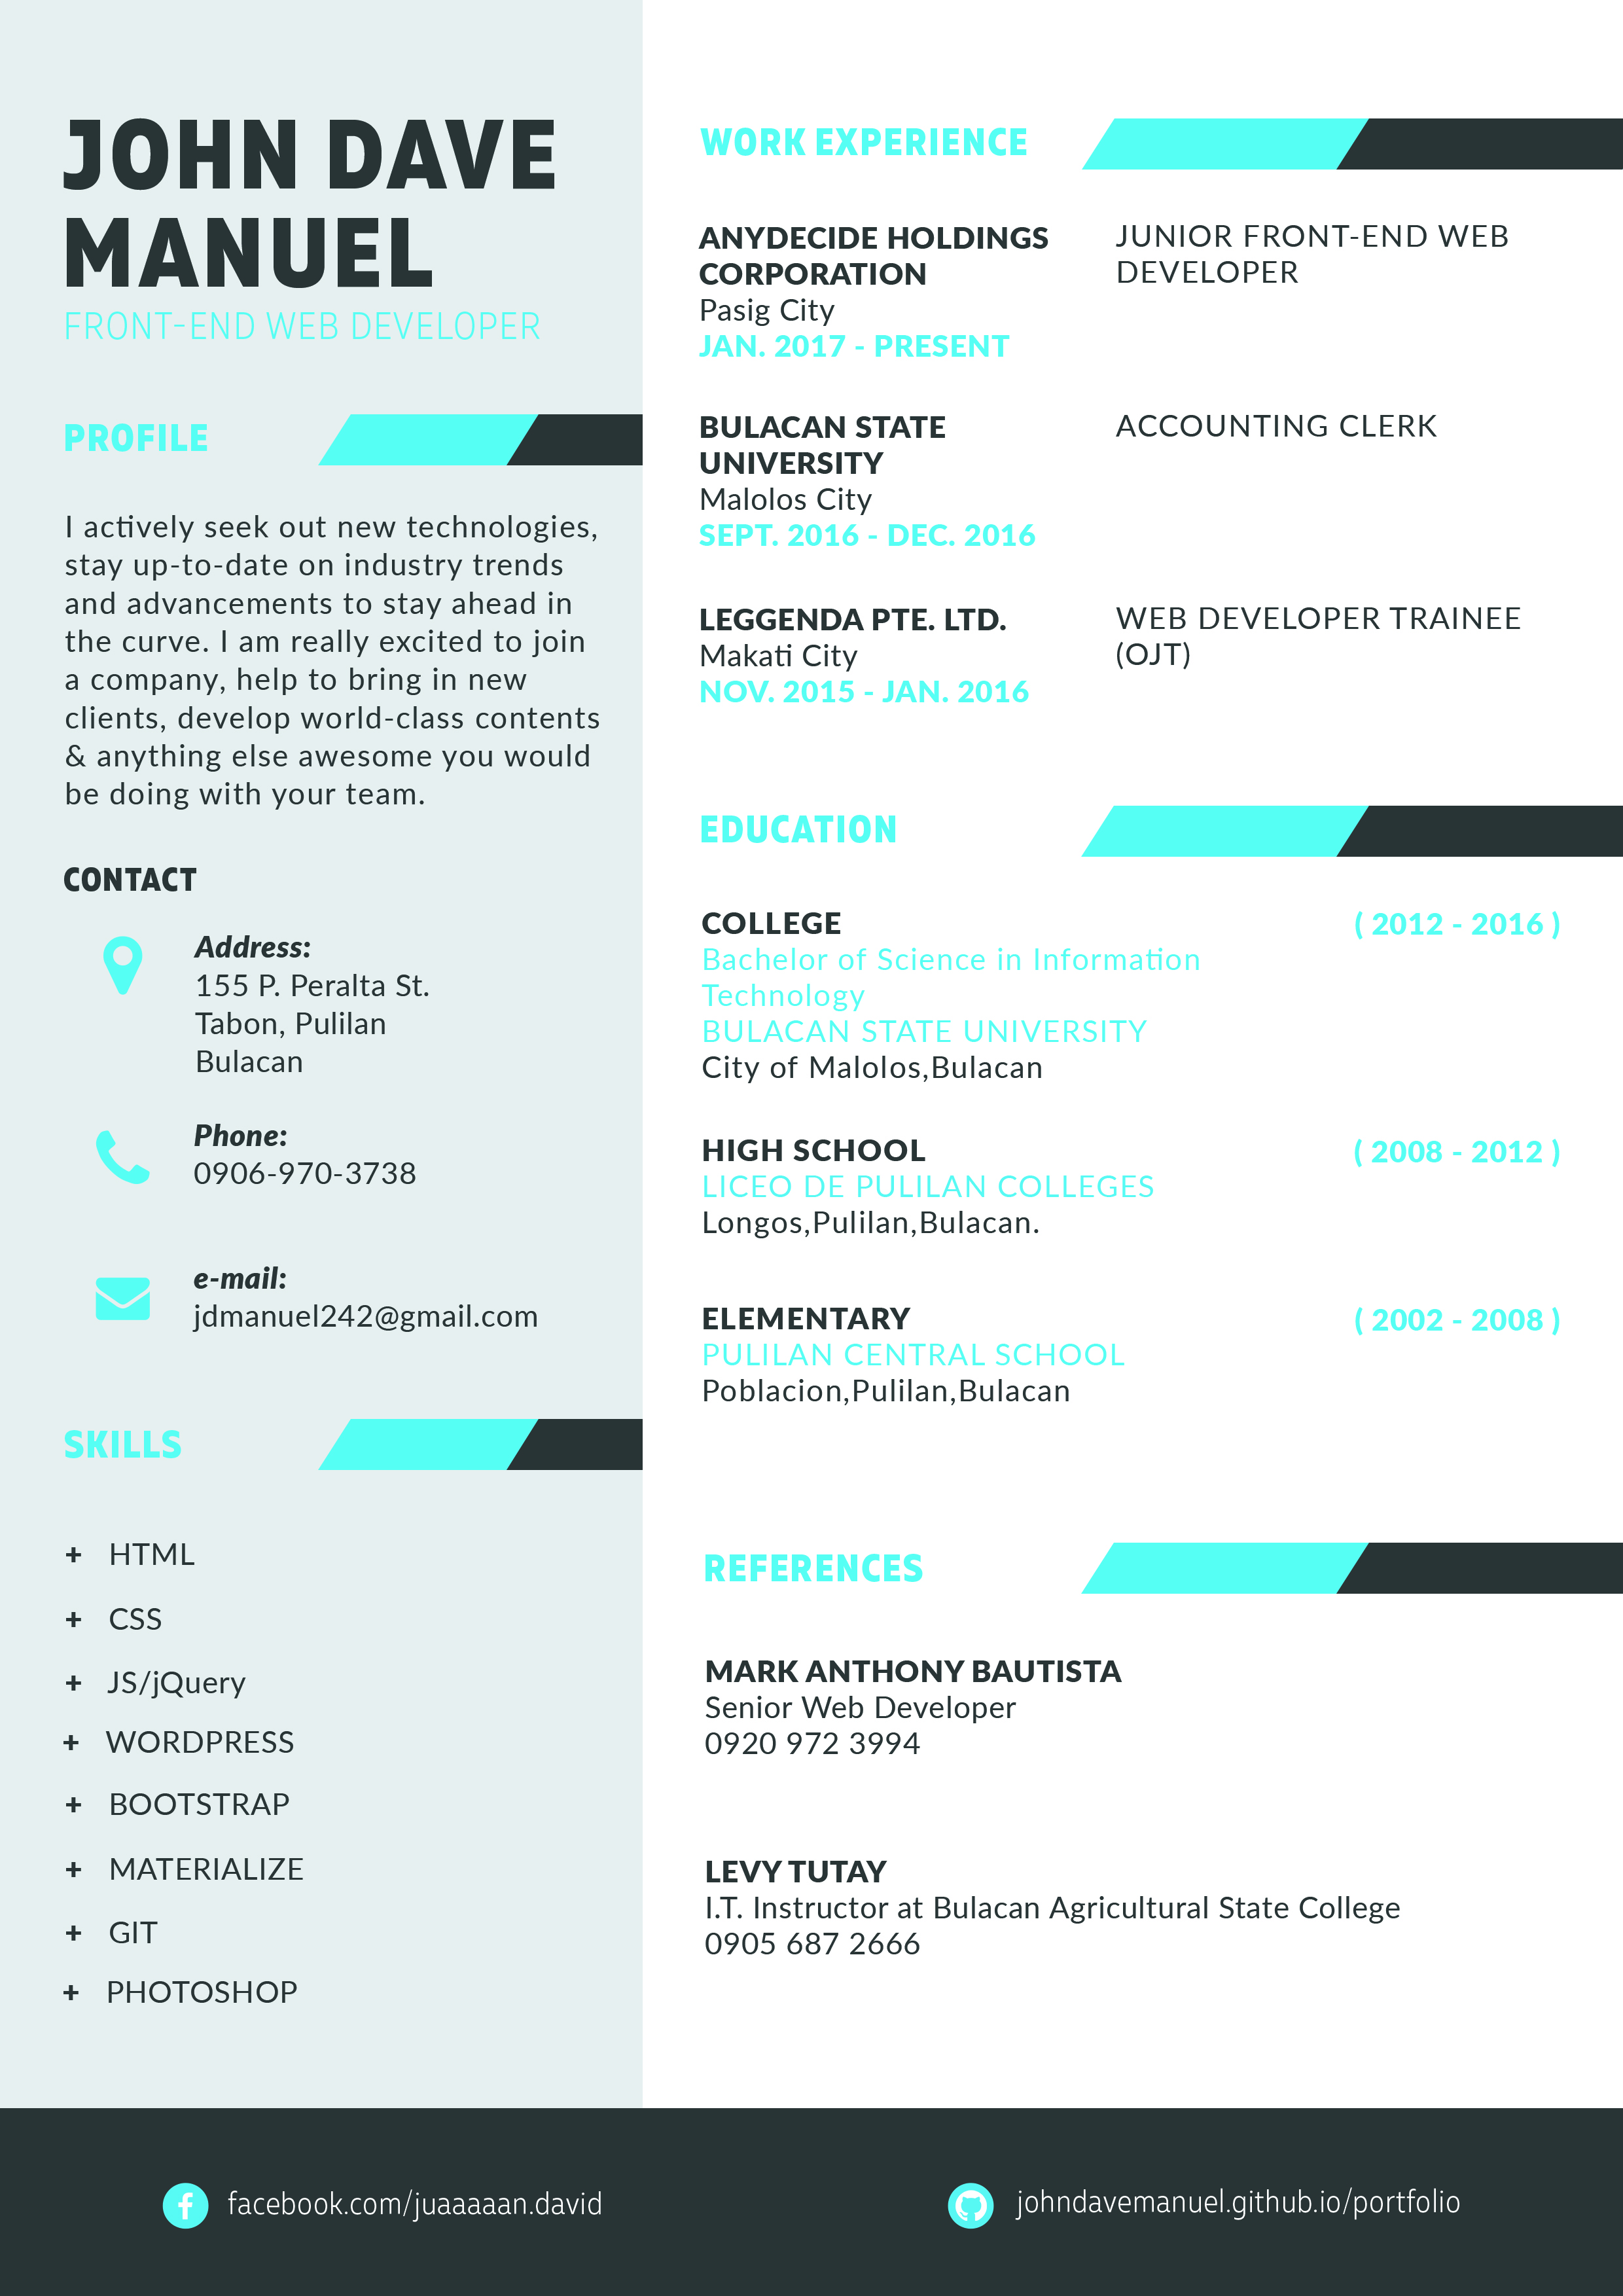 JOHN DAVE
MANUEL
FRONT-END WEB DEVELOPER
PROFILE
I actively seek out new technologies,
stay up-to-date on industry trends
and advancements to stay ahead in
the curve. I am really excited to join
a company, help to bring in new
clients, develop world-class contents
& anything else awesome you would
be doing with your team.
CONTACT
Address:
155 P. Peralta St.
Tabon, Pulilan
Bulacan
Phone:
0906-970-3738
e-mail:
jdmanuel242@gmail.com
SKILLS
+ HTML
+ CSS
+ JS/jQuery
+ WORDPRESS
+ BOOTSTRAP
+ MATERIALIZE
+ GIT
+ PHOTOSHOP
WORK EXPERIENCE
ANYDECIDE HOLDINGS
CORPORATION
Pasig City
JAN. 2017 - PRESENT
JUNIOR FRONT-END WEB
DEVELOPER
BULACAN STATE
UNIVERSITY
Malolos City
SEPT. 2016 - DEC. 2016
ACCOUNTING CLERK
LEGGENDA PTE. LTD.
Makati City
NOV. 2015 - JAN. 2016
WEB DEVELOPER TRAINEE
(OJT)
EDUCATION
COLLEGE
( 2012 - 2016 )
Bachelor of Science in Information
Technology
BULACAN STATE UNIVERSITY
City of Malolos,Bulacan
HIGH SCHOOL
( 2008 - 2012 )
LICEO DE PULILAN COLLEGES
Longos,Pulilan,Bulacan.
ELEMENTARY
( 2002 - 2008 )
PULILAN CENTRAL SCHOOL
Poblacion,Pulilan,Bulacan
REFERENCES
MARK ANTHONY BAUTISTA
Senior Web Developer
0920 972 3994
LEVY TUTAY
I.T. Instructor at Bulacan Agricultural State College
0905 687 2666
facebook.com/juaaaaan.david
johndavemanuel.github.io/portfolio